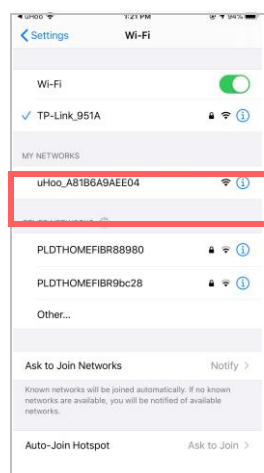 uHoo 1:21 PM 94%
Settings Wi-Fi
Wi-Fi
TP-Link_951A
MY NETWORKS
uHoo_A81B6A9AEE04
OTHER NETWORKS
PLDTHOMEFIBR88980
PLDTHOMEFIBR9bc28
Other...
Ask to Join Networks Notify
Known networks will be joined automatically. If no known
networks are available, you will be notified of available
networks.
Auto-Join Hotspot Ask to Join